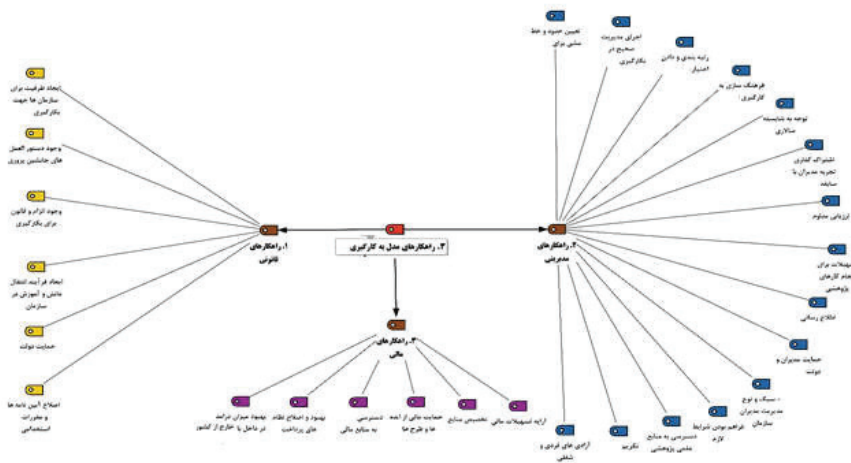 تعیین حدود و خط
مشی برای
اجرای مدیریت
صحیح در
بکارگیری
رتبه بندی و دادن
امتیاز
فرهنگ سازی به
کارگیری
توجه به شایسته
سالاری
اشتراک گذاری
تجربه مدیران با
سابقه
ارزیابی مداوم
تسهیلات برای
انجام کارهای
پژوهشی
اطلاع رسانی
حمایت مدیران و
دولت
- سبک و نوع
مدیریت مدیران
سازمان
فراهم بودن شرایط
لازم
دسترسی به منابع
علمی پژوهشی
تکریم
آزادی های فردی و
شغلی
۲. راهکارهای
مدیریتی
۳. راهکارهای مدل به کارگیری
۱. راهکارهای
قانونی
ایجاد ظرفیت برای
سازمان ها جهت
بکارگیری
وجود دستور العمل
های جانشین پروری
وجود الزام و قانون
برای بکارگیری
ایجاد فرآیند انتقال
دانش و آموزش در
سازمان
حمایت دولت
اصلاح آیین نامه ها
و مقررات
استخدامی
۳. راهکارهای
مالی
ارایه تسهیلات مالی
تخصیص منابع
حمایت مالی از ایده
ها و طرح ها
دسترسی
به منابع مالی
بهبود و اصلاح نظام
های پرداخت
بهبود میزان درآمد
در داخل یا خارج از کشور